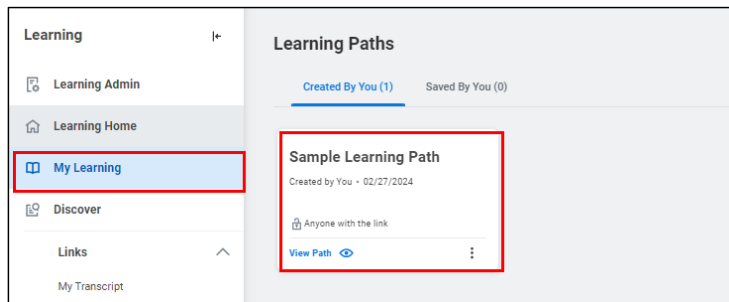 Learning
Learning Admin
Learning Home
My Learning
Discover
Links
My Transcript
Learning Paths
Created By You (1) Saved By You (0)
Sample Learning Path
Created by You • 02/27/2024
Anyone with the link
View Path